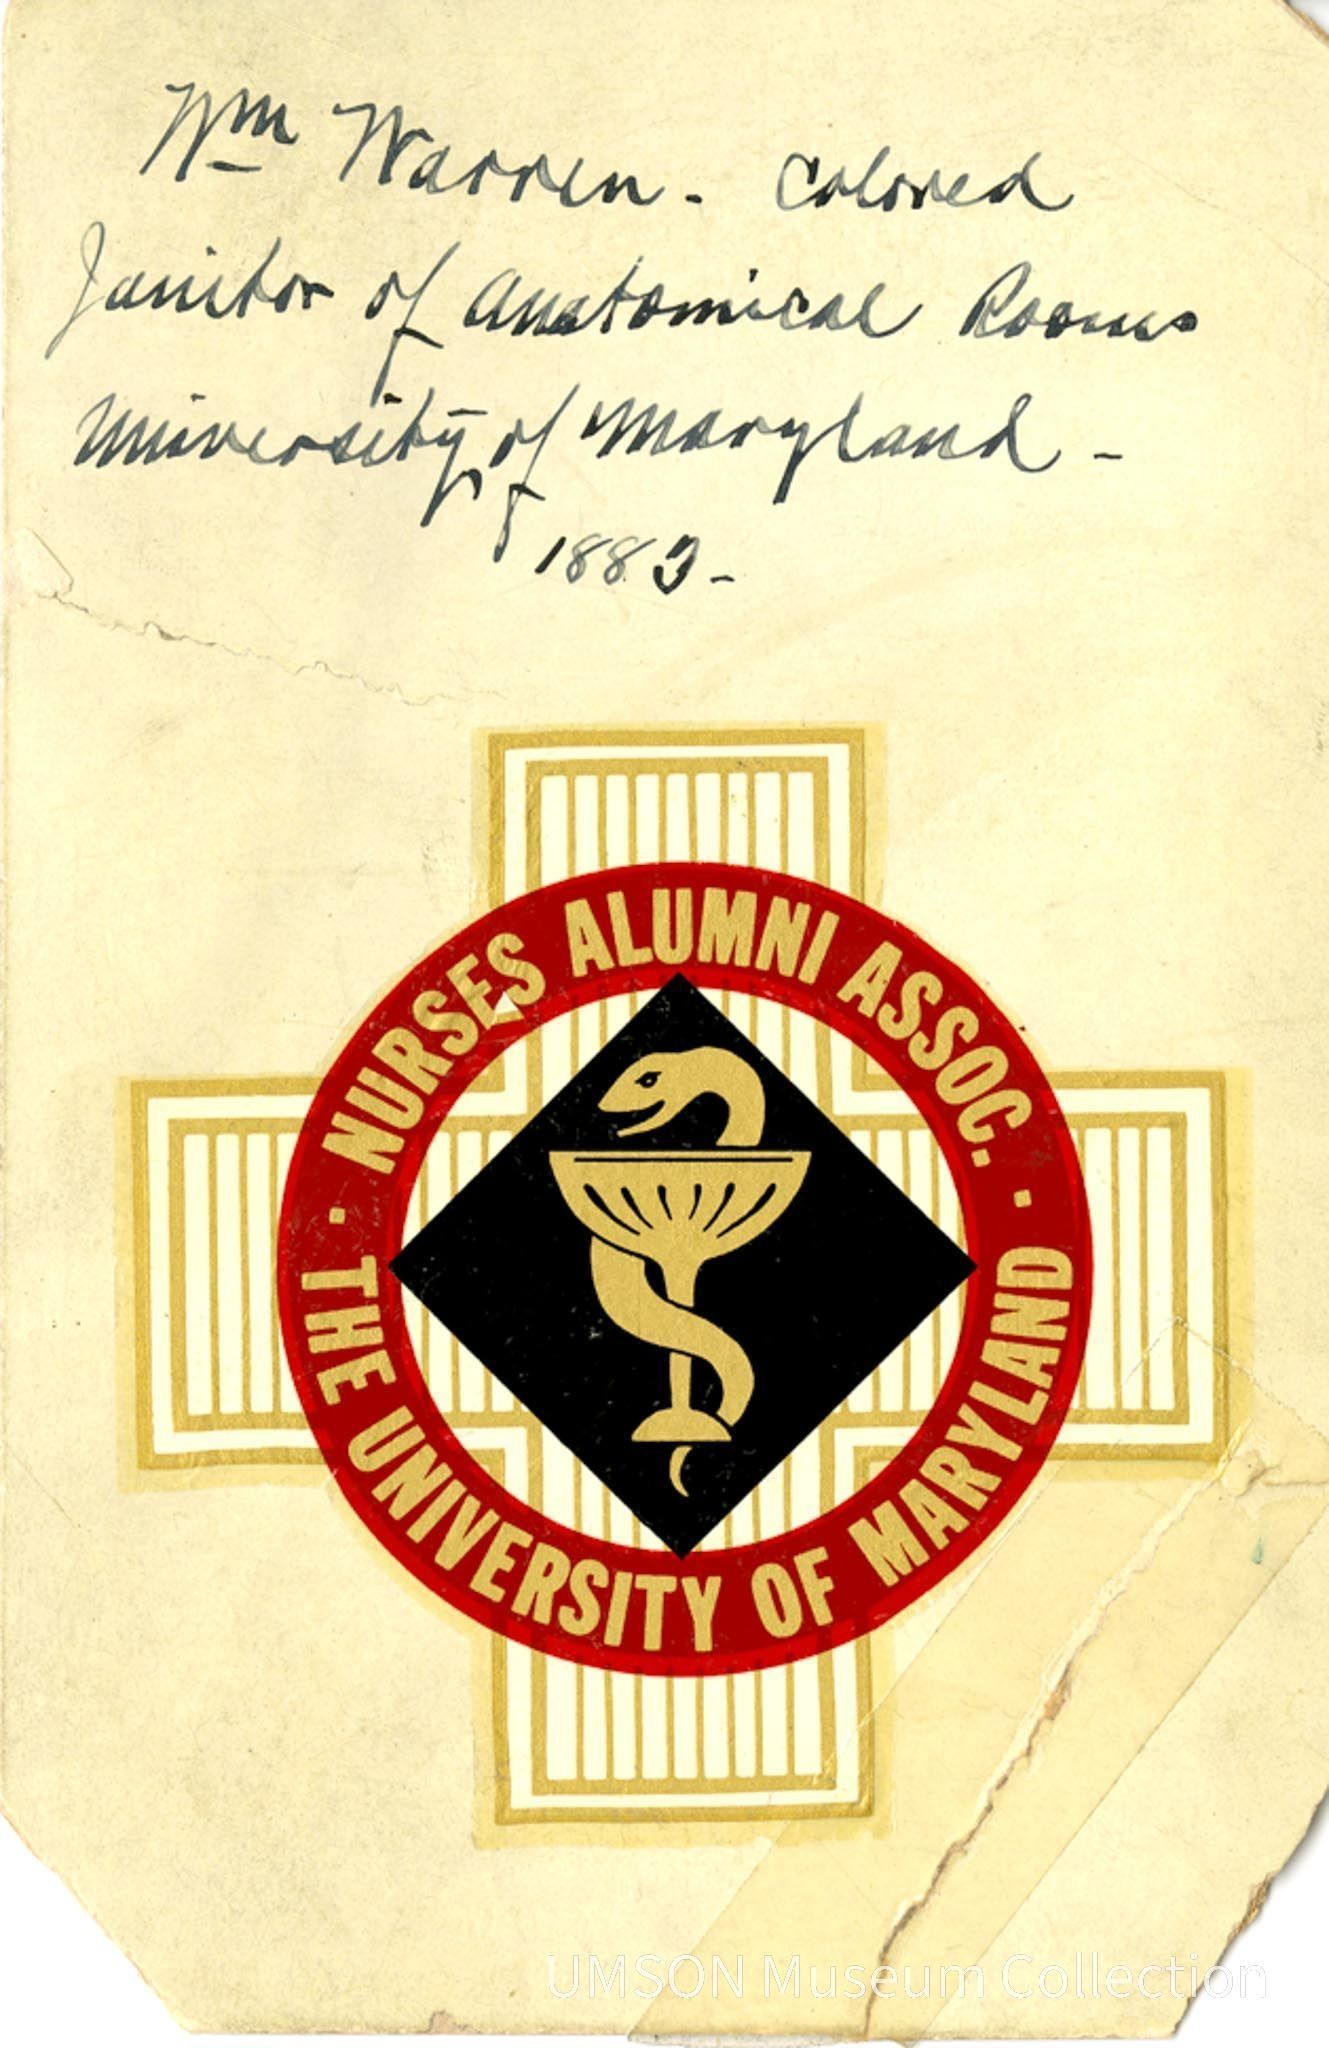 Wm Warren - Colored
Janitor of Anatomical Rooms
University of Maryland -
1883 -
· NURSES ALUMNI ASSOC. ·
THE UNIVERSITY OF MARYLAND
UMSON Museum Collection